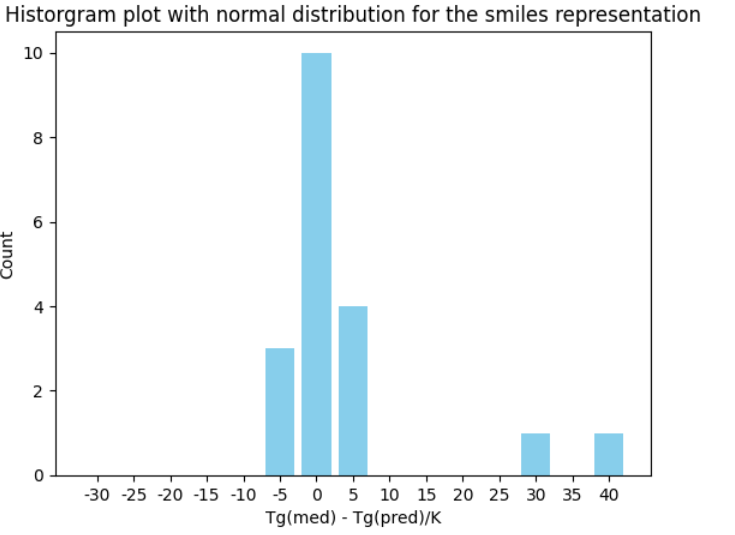 Historgram plot with normal distribution for the smiles representation
10
8
6
4
2
0
Count
-30 -25 -20 -15 -10 -5 0 5 10 15 20 25 30 35 40
Tg(med) - Tg(pred)/K